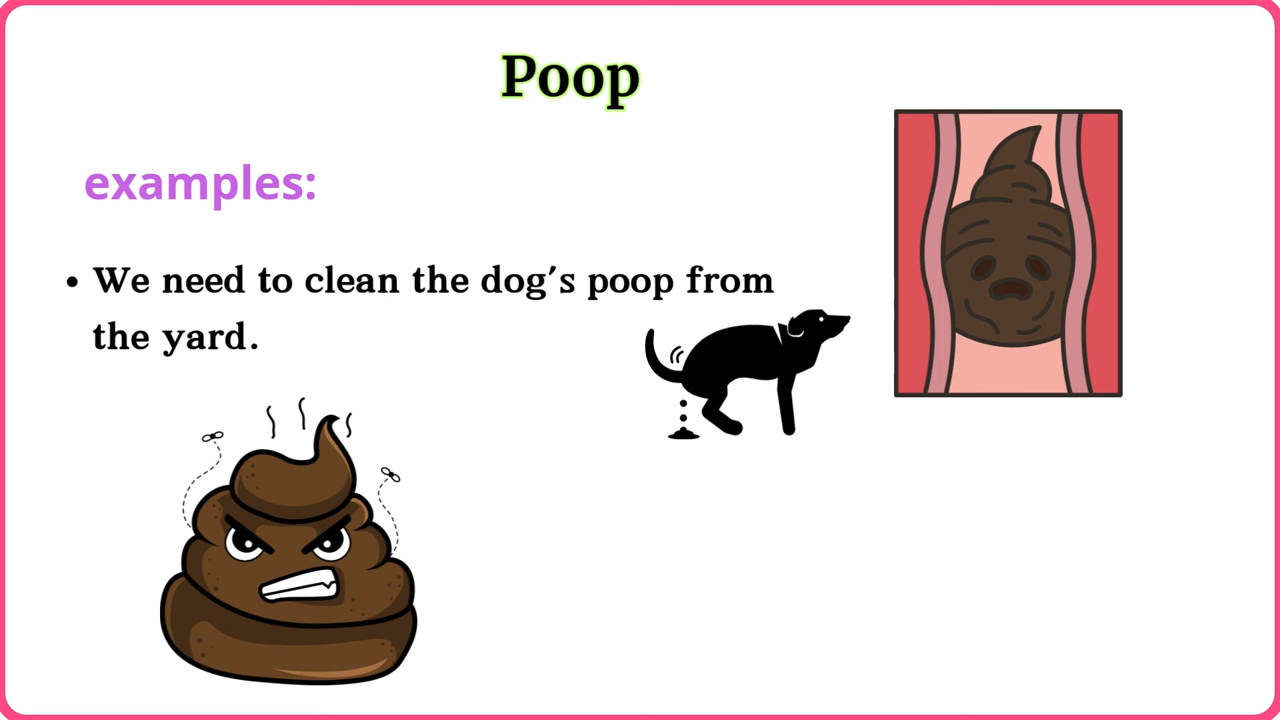 Poop
examples:
• We need to clean the dog's poop from
the yard.